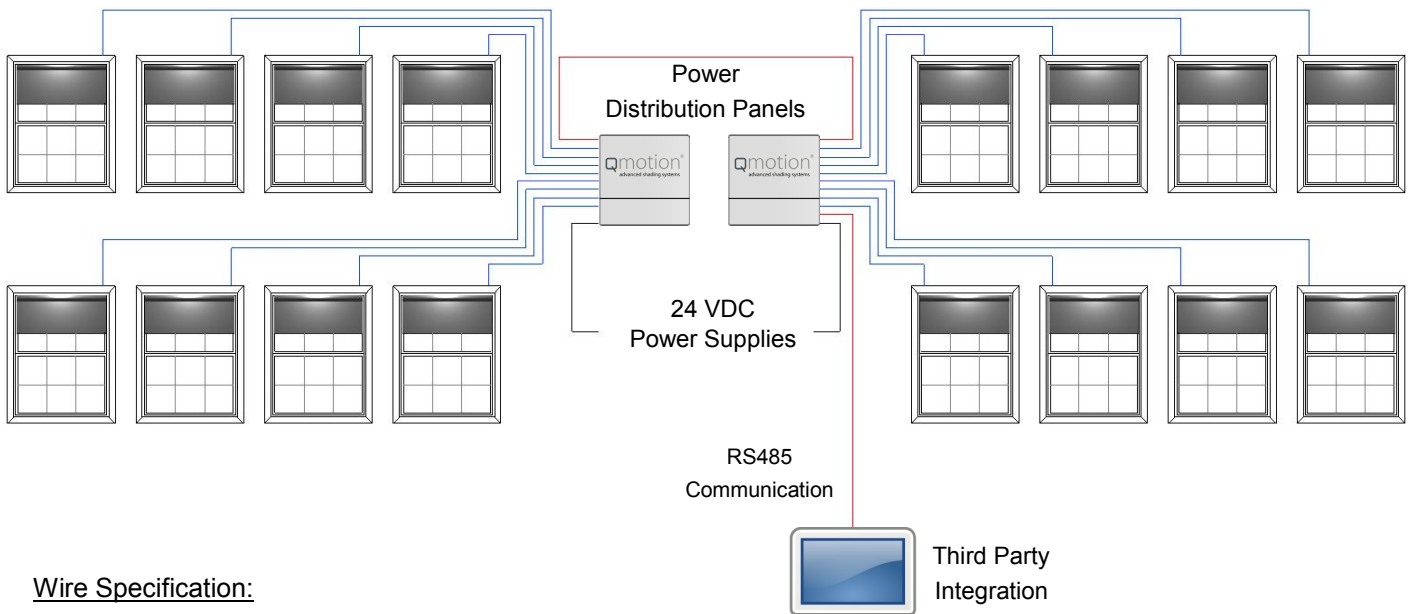 Power
Distribution Panels
Qmotion®
advanced shading systems
Qmotion®
advanced shading systems
24 VDC
Power Supplies
RS485
Communication
Third Party
Integration
Wire Specification: